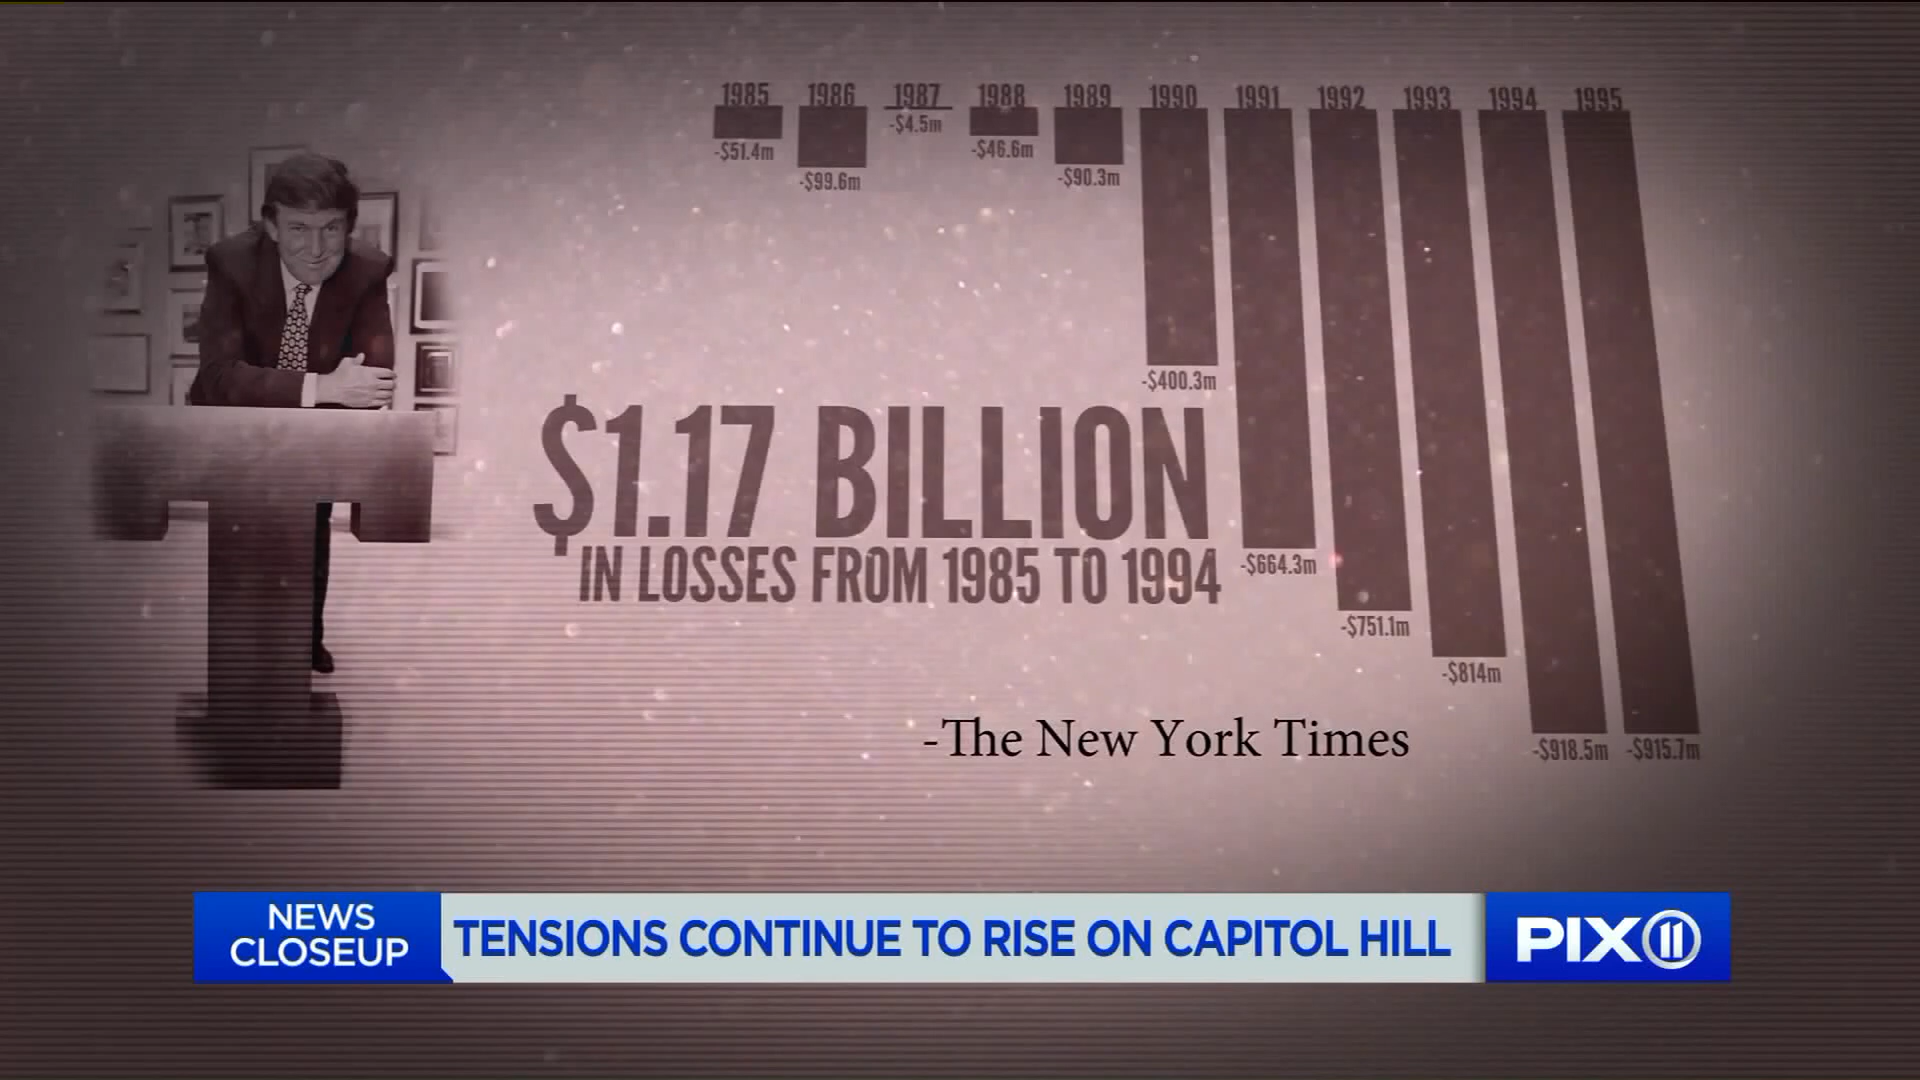 1985 1986 1987 1988 1989 1990 1991 1992 1993 1994 1995
-$51.4m
-$99.6m
-$4.5m
-$46.6m
-$90.3m
-$400.3m
-$664.3m
-$751.1m
-$814m
-$918.5m
-$915.7m
$1.17 BILLION
IN LOSSES FROM 1985 TO 1994
-The New York Times
NEWS
CLOSEUP
TENSIONS CONTINUE TO RISE ON CAPITOL HILL
PIX11